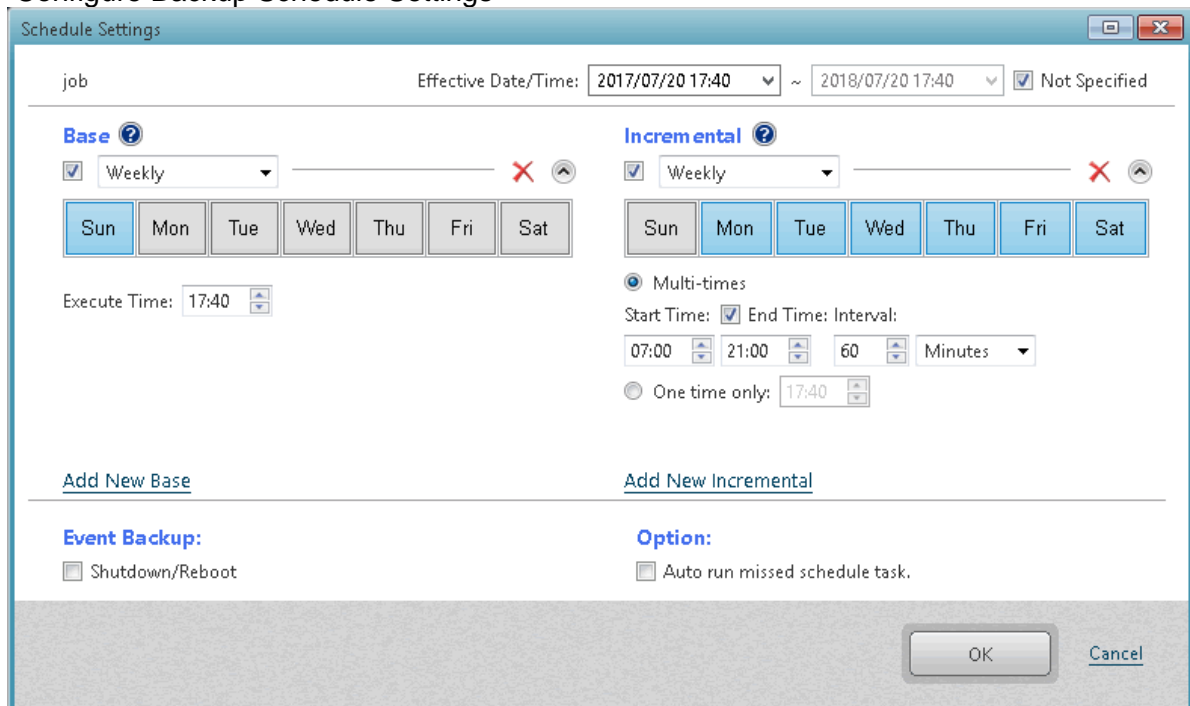 Configure Backup Schedule Settings
Schedule Settings
job Effective Date/Time: 2017/07/20 17:40 ~ 2018/07/20 17:40 Not Specified
Base ? Incremental ?
Weekly Weekly
Sun Mon Tue Wed Thu Fri Sat Sun Mon Tue Wed Thu Fri Sat
Multi-times
Execute Time: 17:40
Start Time: End Time: Interval:
07:00 21:00 60 Minutes
One time only: 17:40
Add New Base Add New Incremental
Event Backup: Option:
Shutdown/Reboot Auto run missed schedule task.
OK Cancel